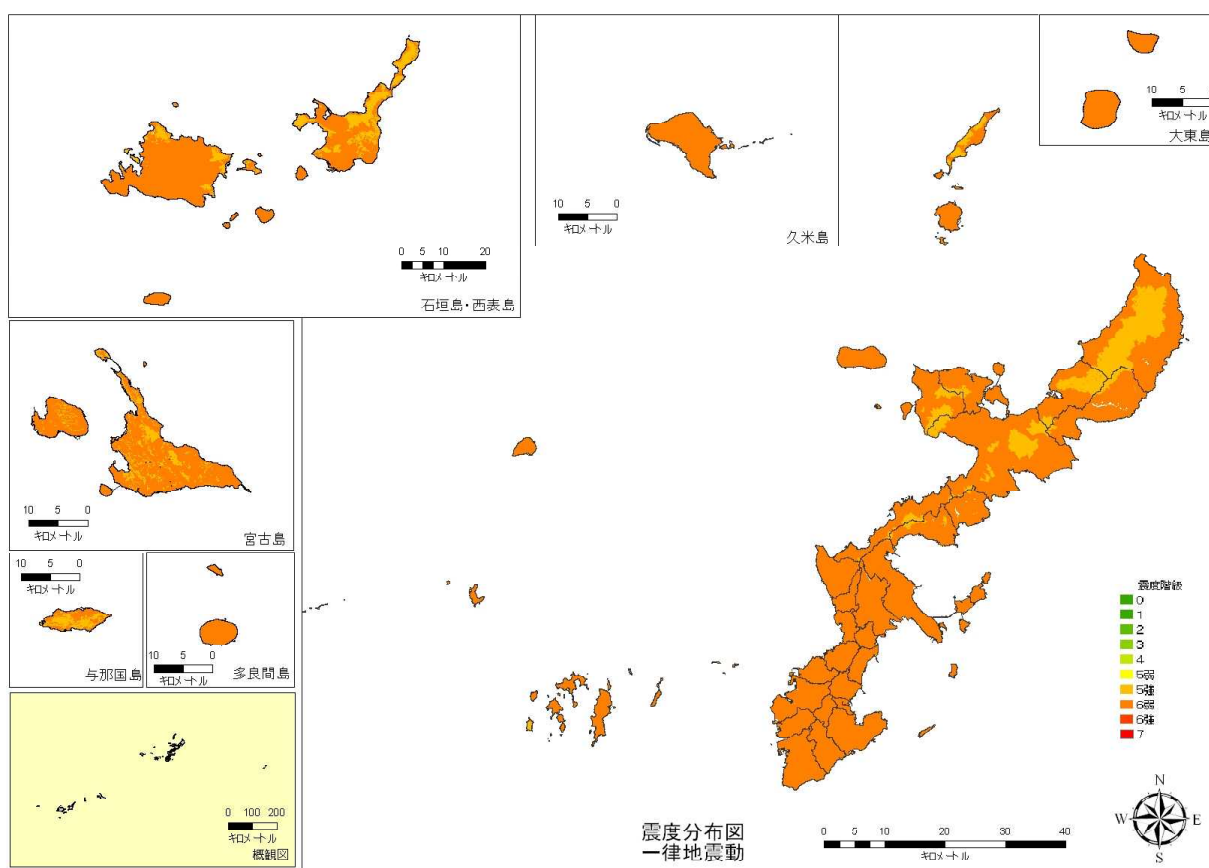 0 5 10 20
キロメートル
石垣島・西表島
10 5 0
キロメートル
久米島
10 5
キロメートル
大東島
10 5 0
キロメートル
宮古島
10 5 0
キロメートル
与那国島
10 5 0
キロメートル
多良間島
0 100 200
キロメートル
概観図
震度階級
0
1
2
3
4
5弱
5強
6弱
6強
7
震度分布図
一律地震動
0 5 10 20 30 40
キロメートル
N
W E
S